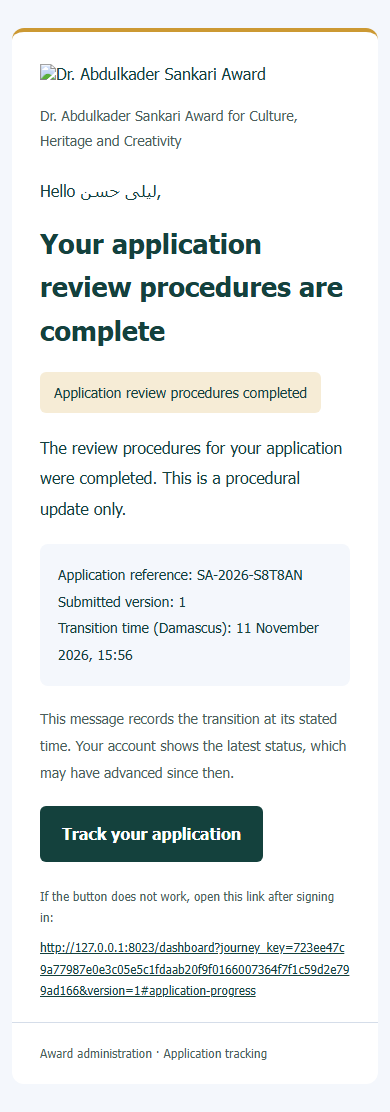 Dr. Abdulkader Sankari Award
Dr. Abdulkader Sankari Award for Culture,
Heritage and Creativity
Hello ليلى حسن,
Your application
review procedures are
complete
Application review procedures completed
The review procedures for your application
were completed. This is a procedural
update only.
Application reference: SA-2026-S8T8AN
Submitted version: 1
Transition time (Damascus): 11 November
2026, 15:56
This message records the transition at its stated
time. Your account shows the latest status, which
may have advanced since then.
Track your application
If the button does not work, open this link after signing
in:
http://127.0.0.1:8023/dashboard?journey_key=723ee47c
9a77987e0e3c05e5c1fdaab20f9f0166007364f7f1c59d2e79
9ad166&version=1#application-progress
Award administration · Application tracking